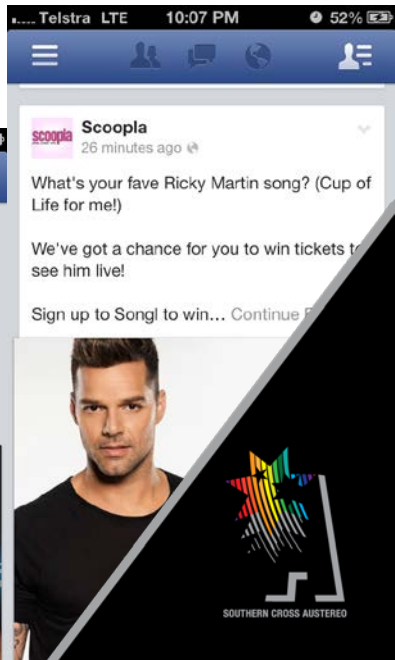 Telstra LTE 10:07 PM 52%
scoopla
Scoopla
26 minutes ago
What's your fave Ricky Martin song? (Cup of
Life for me!)
We've got a chance for you to win tickets to
see him live!
Sign up to Songl to win... Continue
SOUTHERN CROSS AUSTEREO